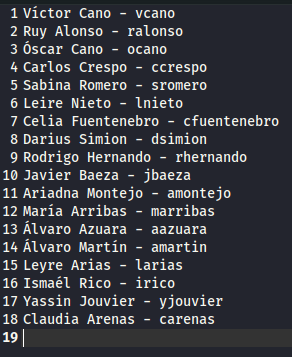 1 Víctor Cano - vcano
2 Ruy Alonso - ralonso
3 Óscar Cano - ocano
4 Carlos Crespo - ccrespo
5 Sabina Romero - sromero
6 Leire Nieto - lnieto
7 Celia Fuentenebro - cfuentenebro
8 Darius Simion - dsimion
9 Rodrigo Hernando - rhernando
10 Javier Baeza - jbaeza
11 Ariadna Montejo - amontejo
12 María Arribas - marribas
13 Álvaro Azuara - aazuara
14 Álvaro Martín - amartin
15 Leyre Arias - larias
16 Ismaél Rico - irico
17 Yassin Jouvier - yjouvier
18 Claudia Arenas - carenas
19